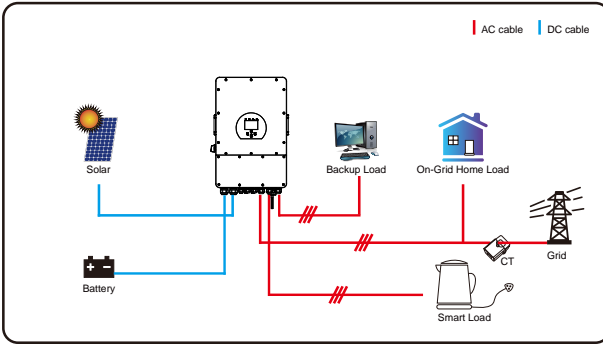 AC cable
DC cable
Solar
Backup Load
On-Grid Home Load
CT
Grid
Battery
Smart Load